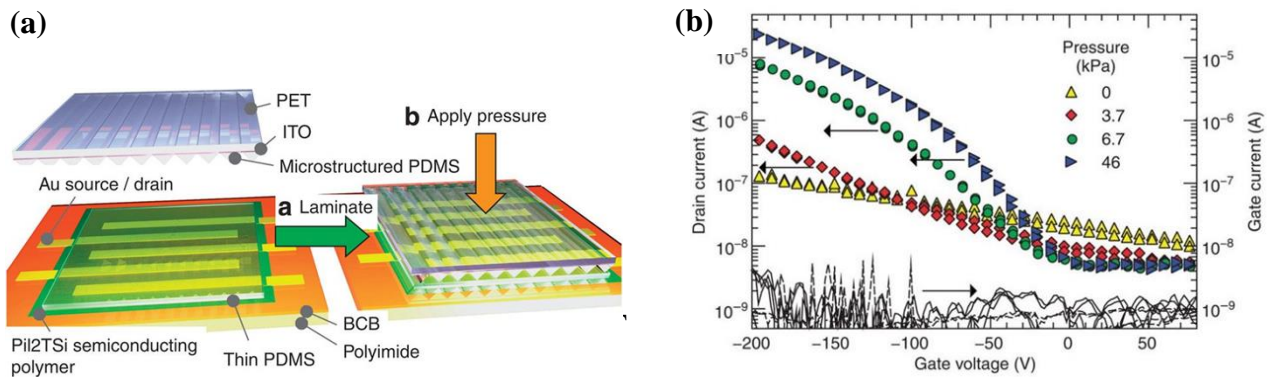 (a)
PET
ITO
Microstructured PDMS
Au source / drain
b Apply pressure
a Laminate
PiI2TSi semiconducting
polymer
Thin PDMS
BCB
Polyimide
(b)
Drain current (A)
10⁻⁵
10⁻⁶
10⁻⁷
10⁻⁸
10⁻⁹
Pressure
(kPa)
0
3.7
6.7
46
10⁻⁵
10⁻⁶
10⁻⁷
10⁻⁸
10⁻⁹
Gate current (A)
−200 −150 −100 −50 0 50
Gate voltage (V)